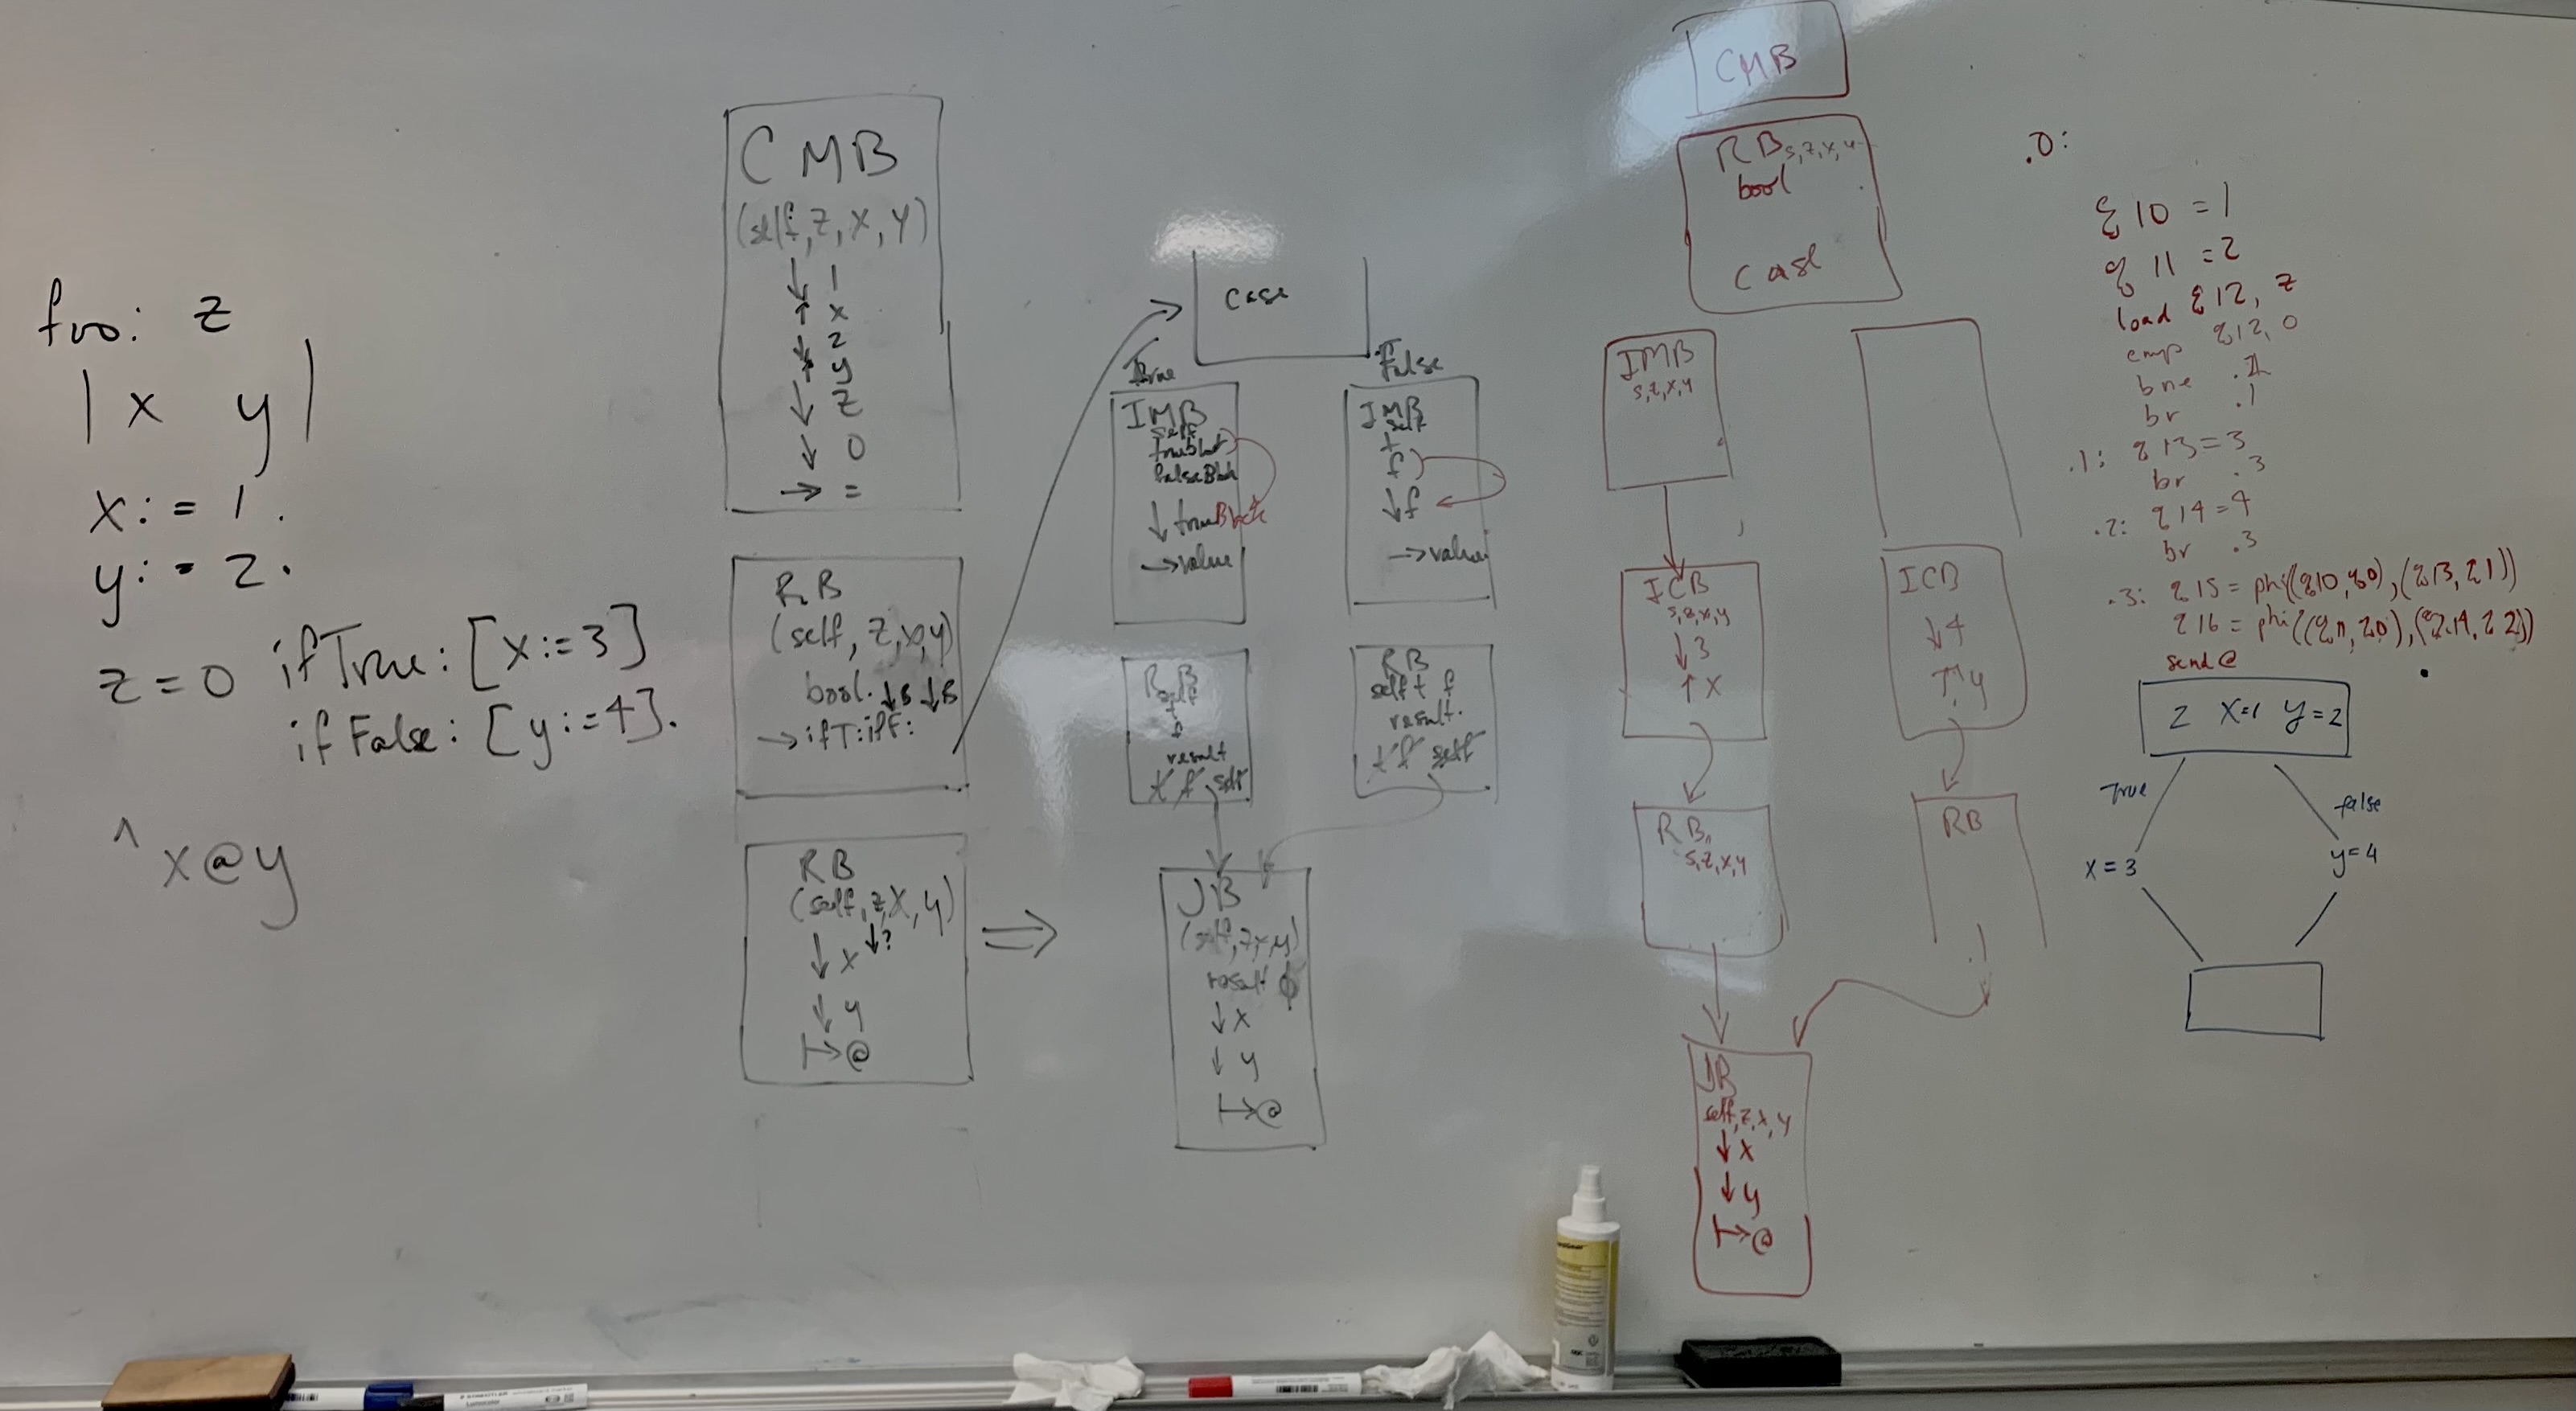 foo: z
| x y |
x := 1.
y := 2.
z = 0 ifTrue: [x := 3]
ifFalse: [y := 4].
^ x@y
CMB
(self, z, x, y)
↓ 1
↑ x
↓ 2
↑ y
↓ z
↓ 0
→ =
RB
(self, z, x, y)
bool. ↓B ↓B
→ ifT: ifF:
RB
(self, z, x, y)
↓ x ↓?
↓ y
↦ @
⇒
case
True
False
IMB
self
trueBlock
falseBlock
↓ trueBlock
→ value
IMB
self
t
f
↓ f
→ value
RB
self
t
f
result
t f self
RB
self t f
result.
t f self
JB
(self, z, x, y)
result ϕ
↓ x
↓ y
↦ @
CMB
RB s, z, x, y
bool
case
IMB
s, z, x, y
ICB
s, z, x, y
↓ 3
↑ x
ICB
↓ 4
↑ y
RB
s, z, x, y
RB
JB
self, z, x, y
↓ x
↓ y
↦ @
.0:
%10 = 1
% 11 = 2
load %12, z
cmp %12, 0
bne
br .1
.1: %13 = 3
br .3
.2: %14 = 4
br .3
.3: %15 = phi((%10, %0), (%13, %1))
%16 = phi((%11, %0), (%14, %2))
send @
z x=1 y=2
True
false
x = 3
y = 4